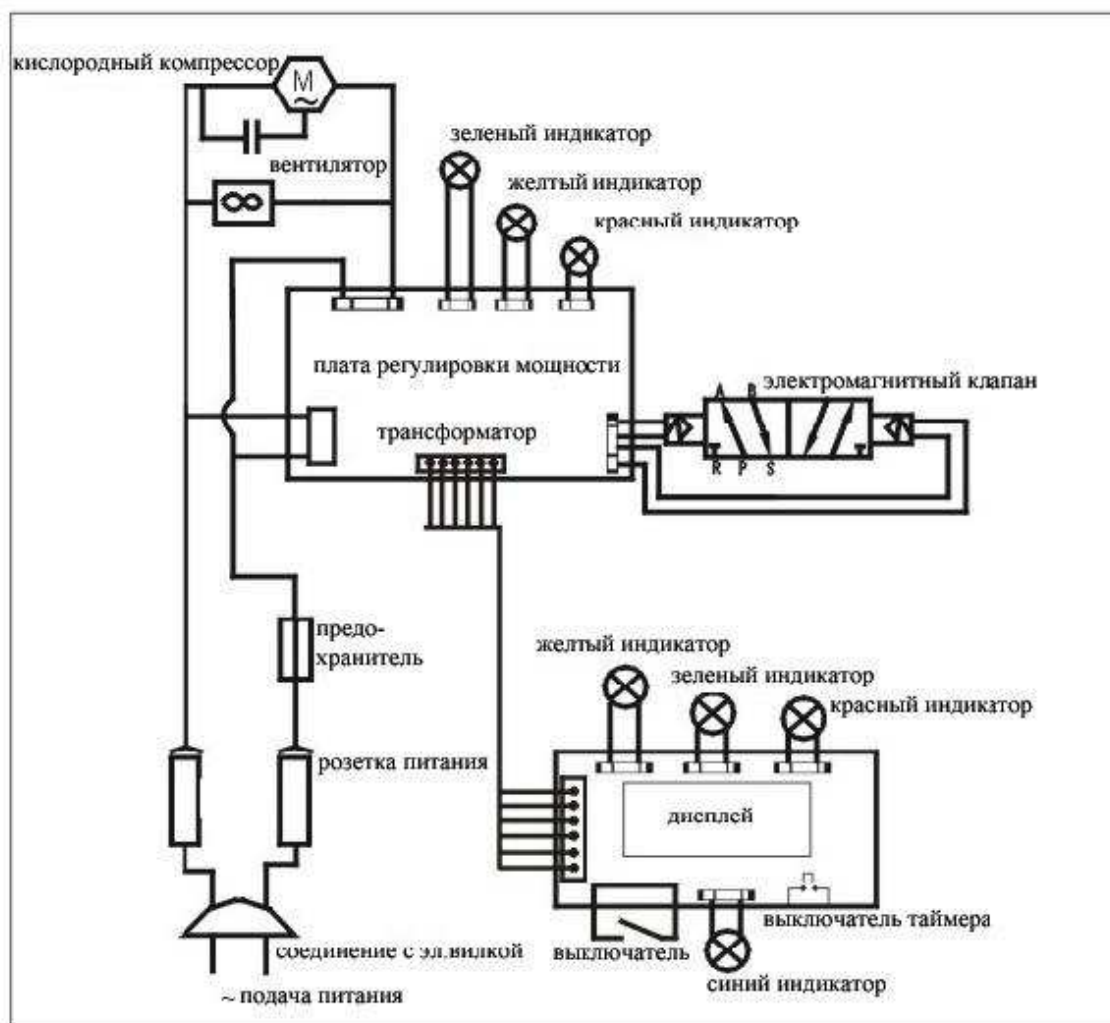 кислородный компрессор
M
~
вентилятор
зеленый индикатор
желтый индикатор
красный индикатор
плата регулировки мощности
трансформатор
электромагнитный клапан
A B
R P S
предо-
хранитель
розетка питания
соединение с эл.вилкой
~ подача питания
желтый индикатор
зеленый индикатор
красный индикатор
дисплей
выключатель таймера
выключатель
синий индикатор